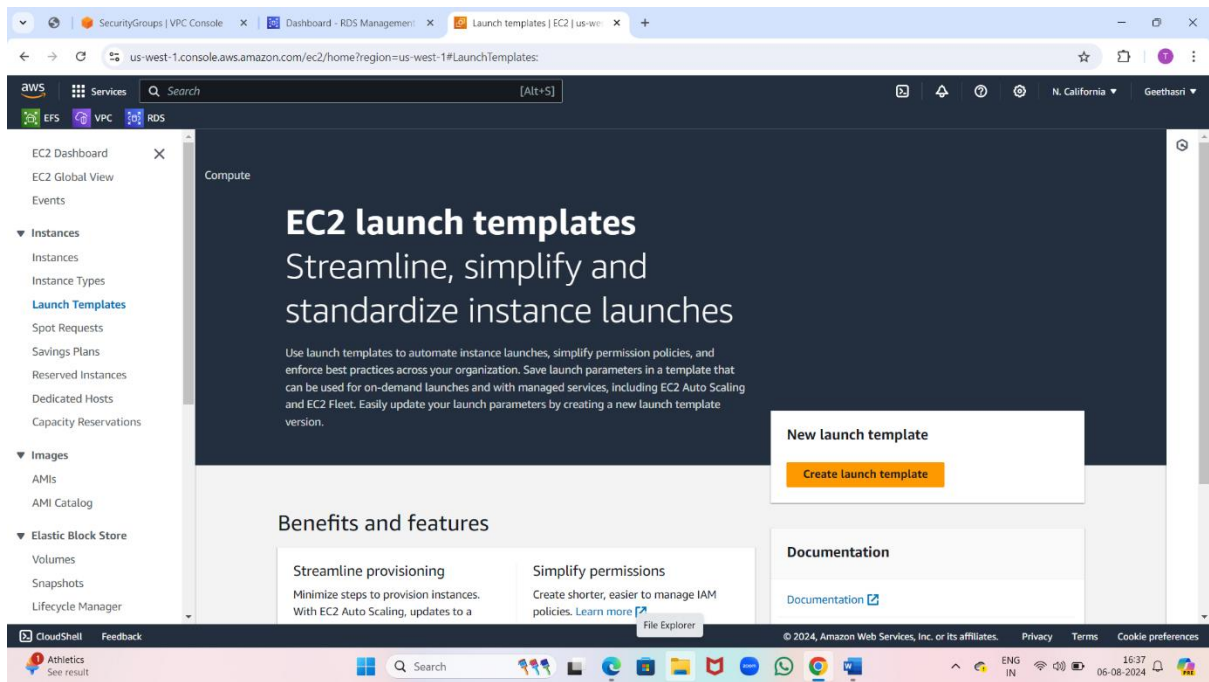 SecurityGroups | VPC Console
Dashboard - RDS Management
Launch templates | EC2 | us-wes
us-west-1.console.aws.amazon.com/ec2/home?region=us-west-1#LaunchTemplates:
T
aws
Services
Search
[Alt+S]
N. California
Geethasri
EFS
VPC
RDS
EC2 Dashboard
EC2 Global View
Events
Instances
Instances
Instance Types
Launch Templates
Spot Requests
Savings Plans
Reserved Instances
Dedicated Hosts
Capacity Reservations
Images
AMIs
AMI Catalog
Elastic Block Store
Volumes
Snapshots
Lifecycle Manager
Compute
EC2 launch templates
Streamline, simplify and
standardize instance launches
Use launch templates to automate instance launches, simplify permission policies, and
enforce best practices across your organization. Save launch parameters in a template that
can be used for on-demand launches and with managed services, including EC2 Auto Scaling
and EC2 Fleet. Easily update your launch parameters by creating a new launch template
version.
New launch template
Create launch template
Benefits and features
Streamline provisioning
Minimize steps to provision instances.
With EC2 Auto Scaling, updates to a
Simplify permissions
Create shorter, easier to manage IAM
policies. Learn more
Documentation
Documentation
File Explorer
CloudShell
Feedback
© 2024, Amazon Web Services, Inc. or its affiliates.
Privacy
Terms
Cookie preferences
1
Athletics
See result
Search
zoom
ENG
IN
16:37
06-08-2024
PRE